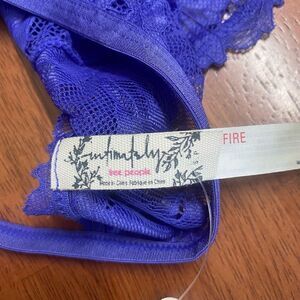 intimately
free people
Made in China Fabriqué en Chine
FIRE